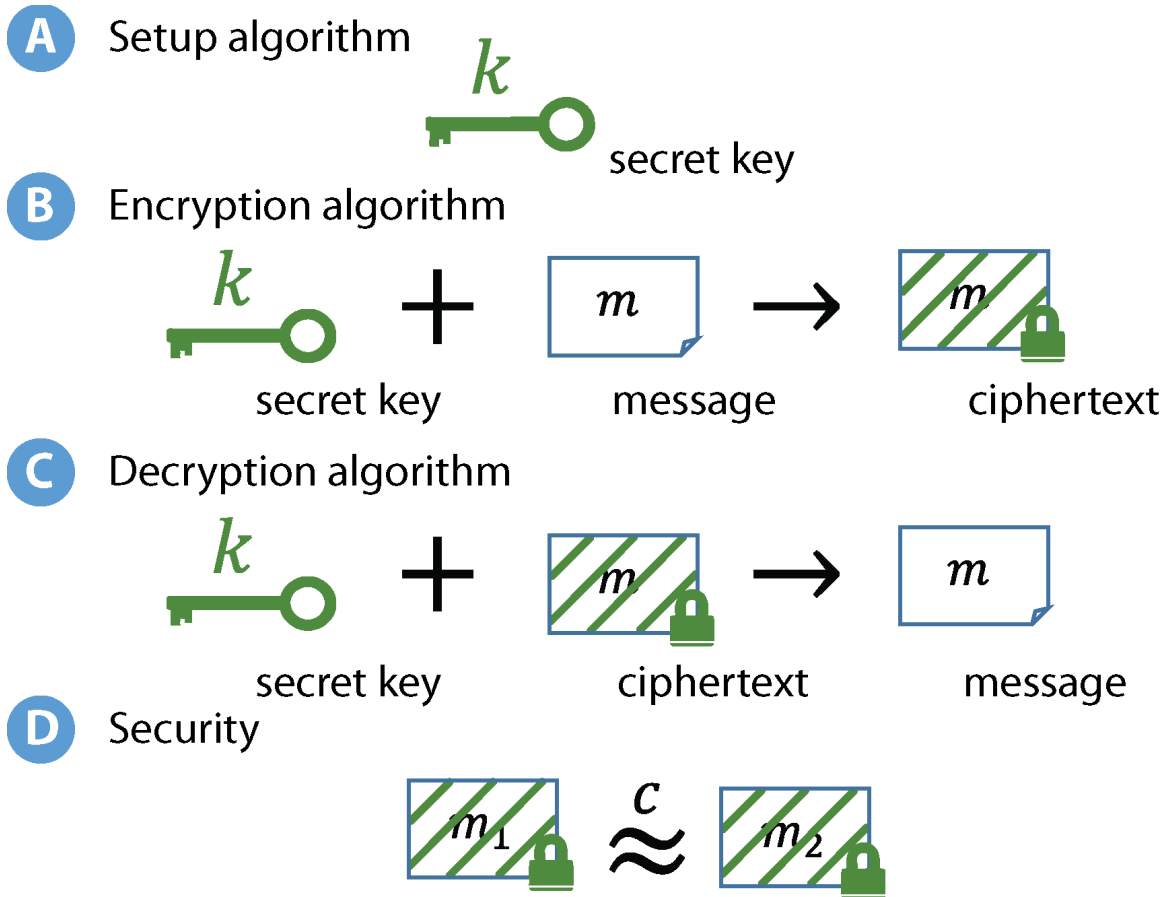 A Setup algorithm
k
secret key
B Encryption algorithm
k + m → m
secret key message ciphertext
C Decryption algorithm
k + m → m
secret key ciphertext message
D Security
m₁ c ≈ m₂